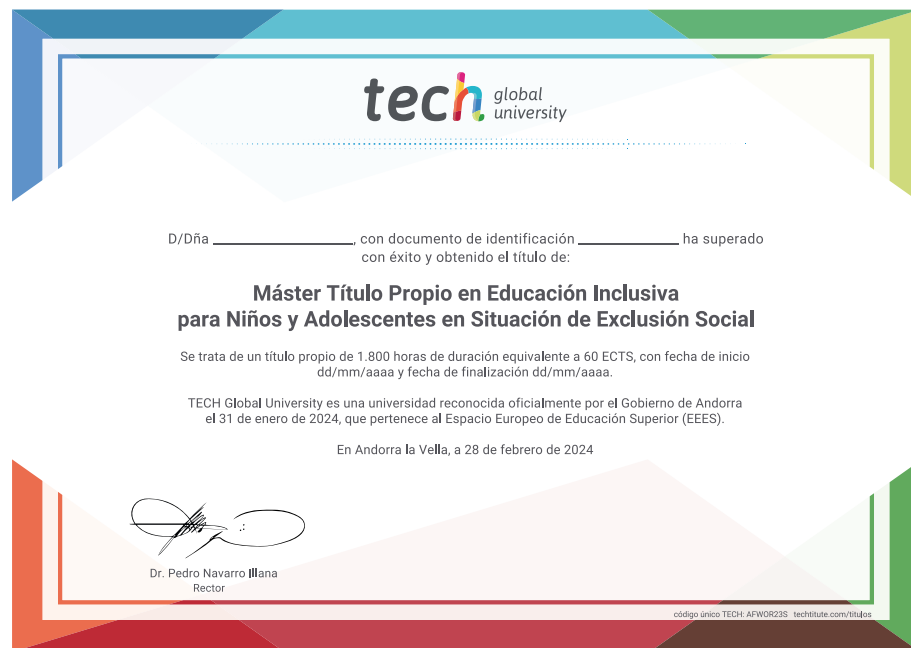 tech global university
D/Dña ____________________, con documento de identificación ______________ ha superado
con éxito y obtenido el título de:
Máster Título Propio en Educación Inclusiva
para Niños y Adolescentes en Situación de Exclusión Social
Se trata de un título propio de 1.800 horas de duración equivalente a 60 ECTS, con fecha de inicio
dd/mm/aaaa y fecha de finalización dd/mm/aaaa.
TECH Global University es una universidad reconocida oficialmente por el Gobierno de Andorra
el 31 de enero de 2024, que pertenece al Espacio Europeo de Educación Superior (EEES).
En Andorra la Vella, a 28 de febrero de 2024
Dr. Pedro Navarro Illana
Rector
código único TECH: AFWOR23S techtitute.com/titulos